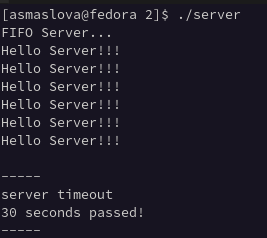 [asmaslova@fedora 2]$ ./server
FIFO Server...
Hello Server!!!
Hello Server!!!
Hello Server!!!
Hello Server!!!
Hello Server!!!
Hello Server!!!

-----
server timeout
30 seconds passed!
-----